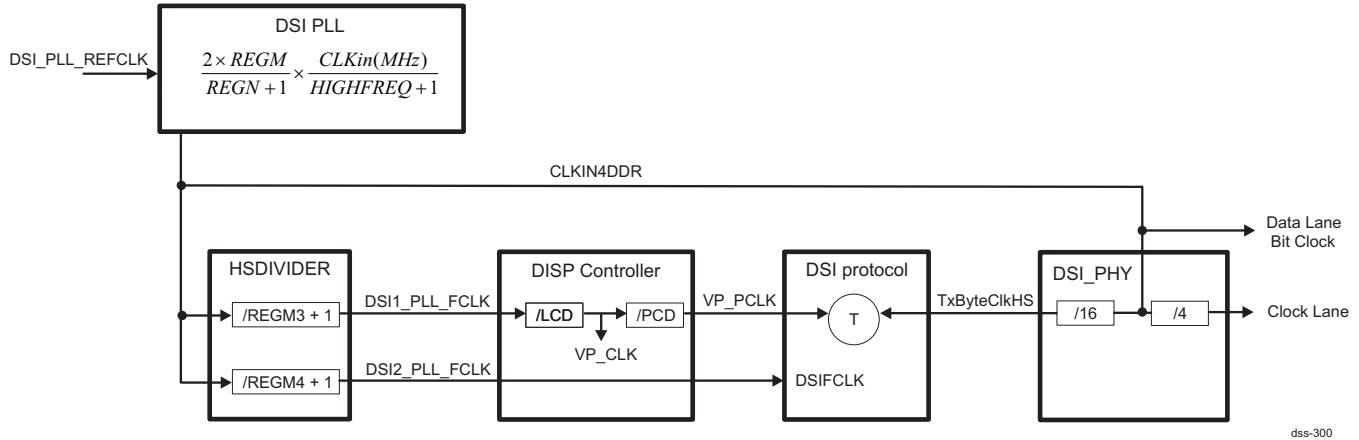 DSI PLL
DSI_PLL_REFCLK
2 × REGM CLKin(MHz)
×
REGN + 1 HIGHFREQ + 1
CLKIN4DDR
Data Lane
Bit Clock
HSDIVIDER
DISP Controller
DSI protocol
DSI_PHY
/REGM3 + 1
DSI1_PLL_FCLK
/LCD
/PCD
VP_PCLK
T
TxByteClkHS
/16
/4
Clock Lane
VP_CLK
/REGM4 + 1
DSI2_PLL_FCLK
DSIFCLK
dss-300